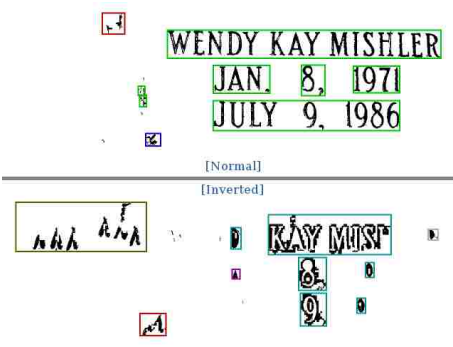 WENDY KAY MISHLER
JAN. 8, 1971
JULY 9, 1986
[Normal]
[Inverted]
KAY MISH
8.
9.